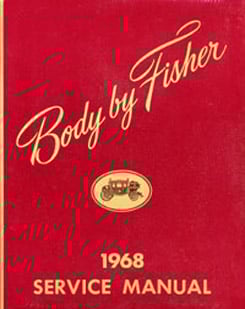 Body by Fisher
1968
SERVICE MANUAL